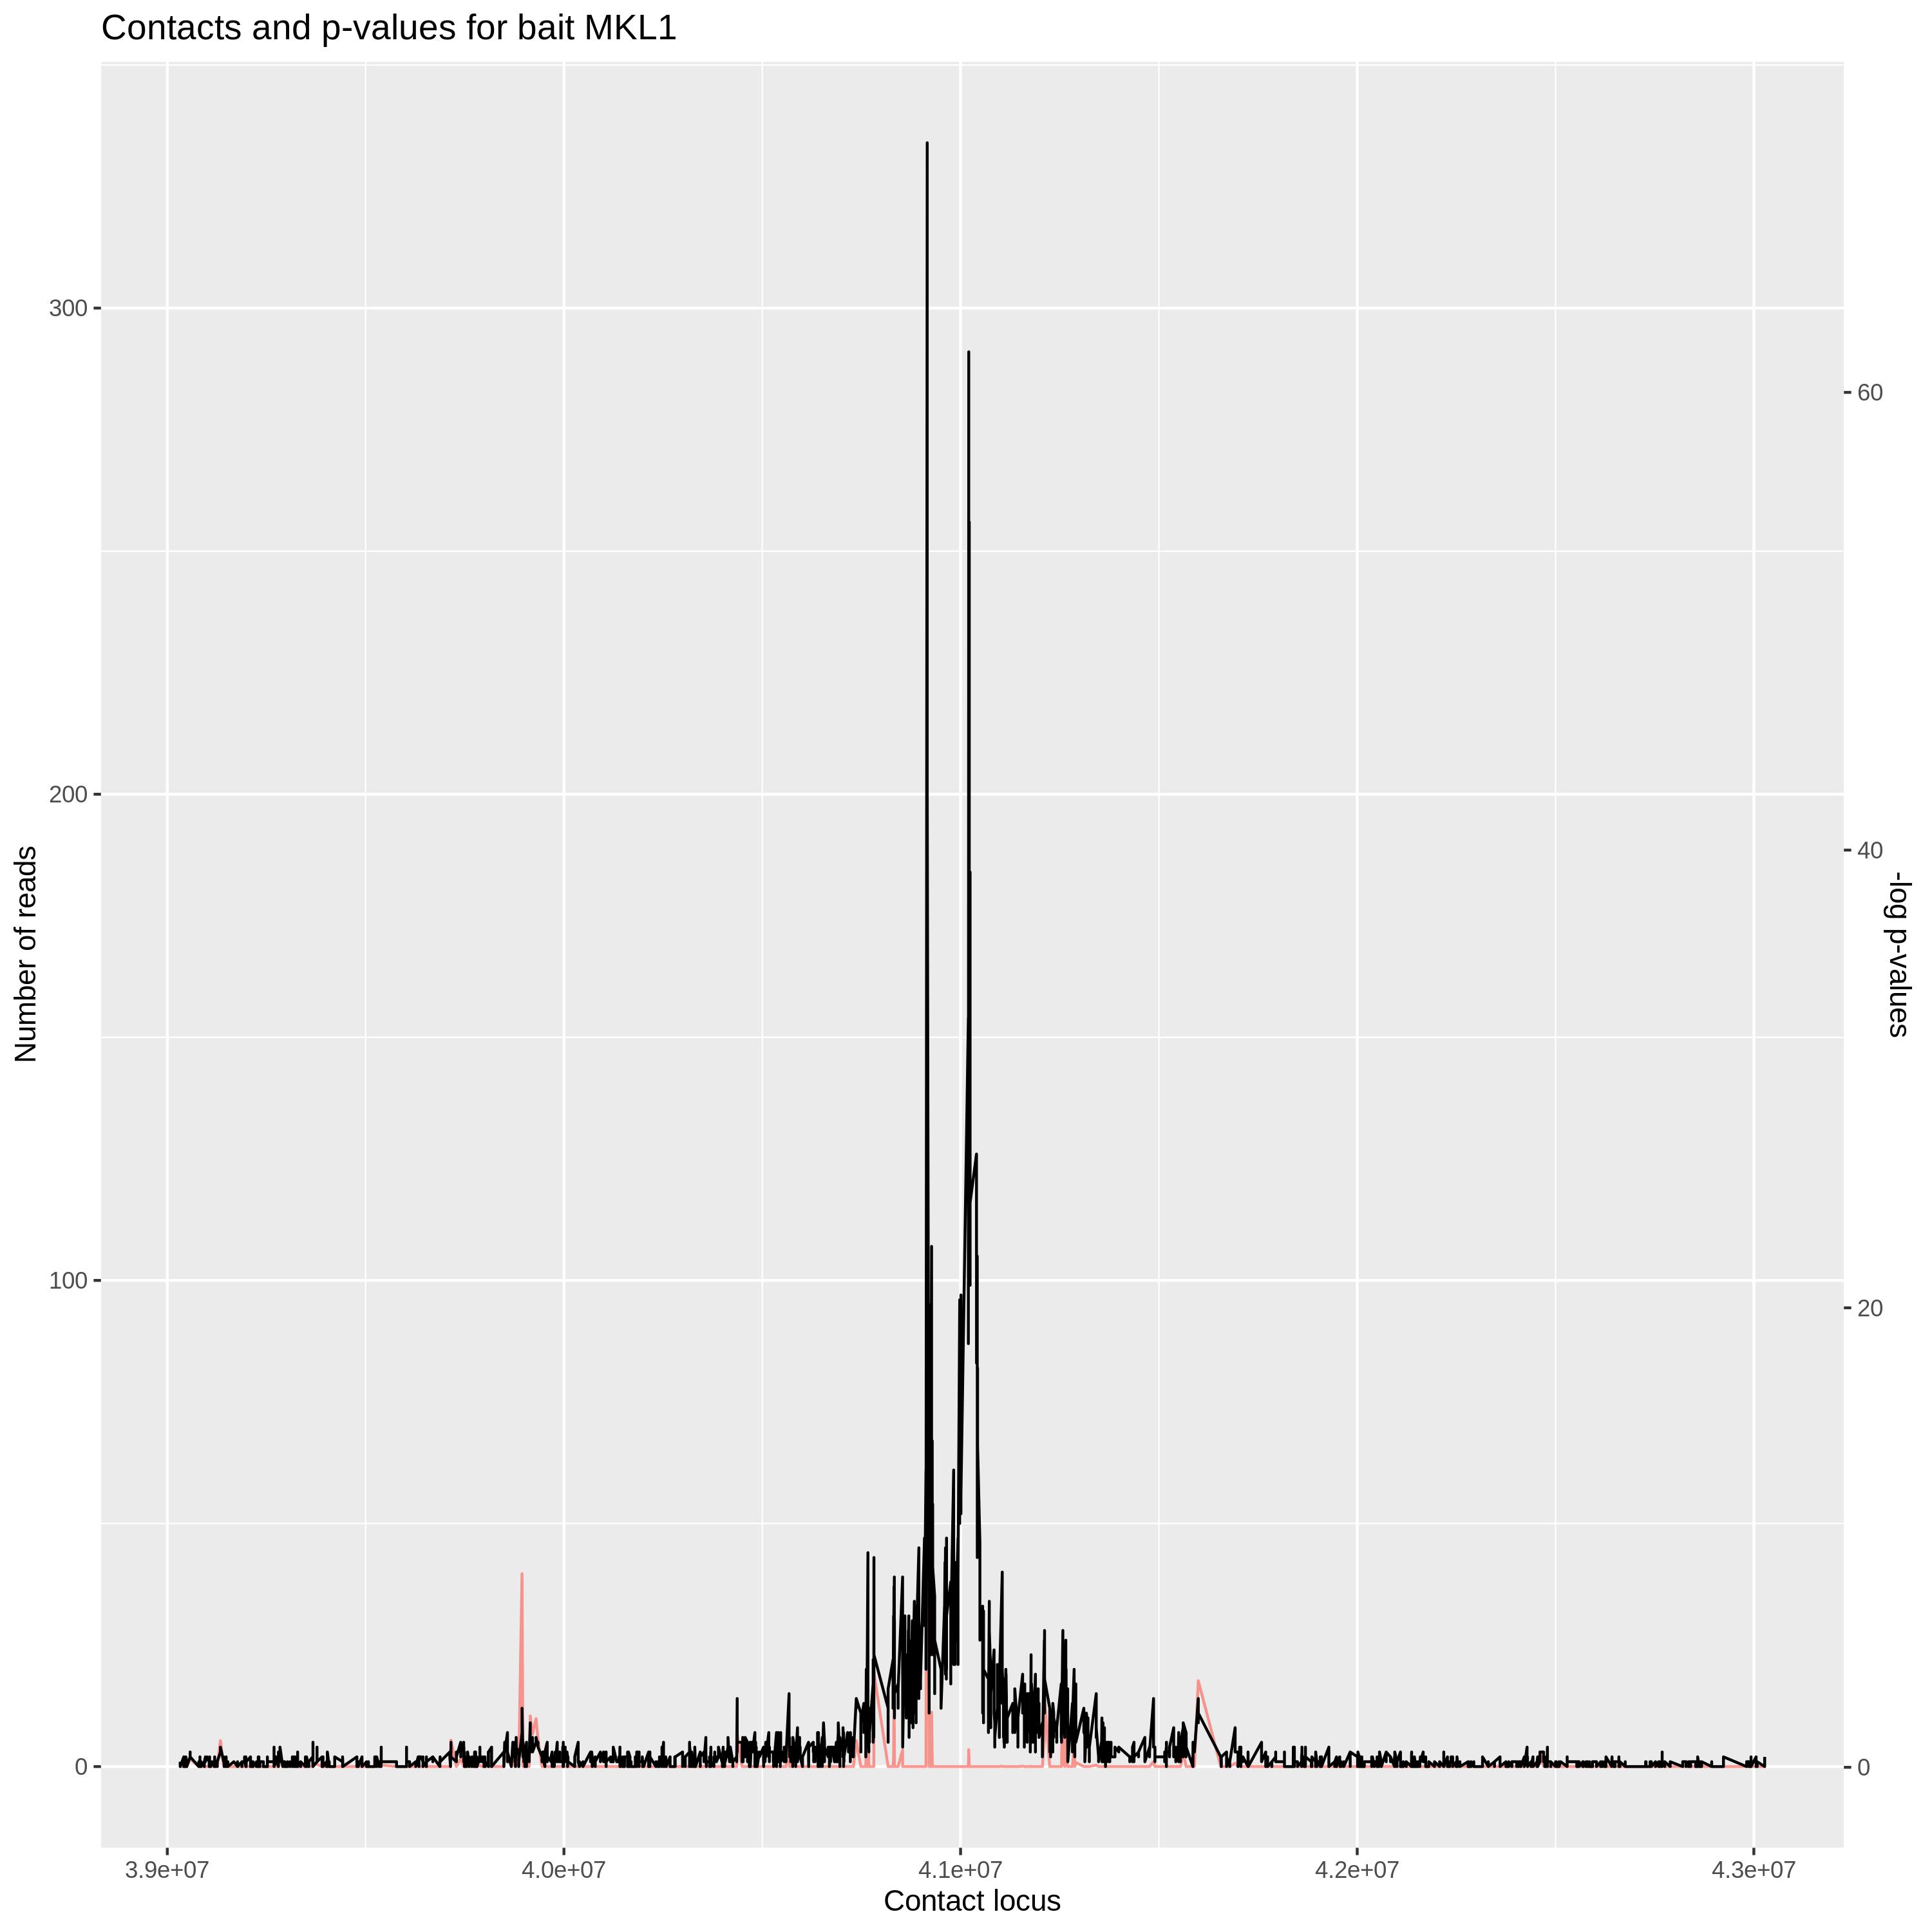 Contacts and p-values for bait MKL1
300
200
100
0
Number of reads
60
40
20
0
-log p-values
3.9e+07
4.0e+07
4.1e+07
4.2e+07
4.3e+07
Contact locus